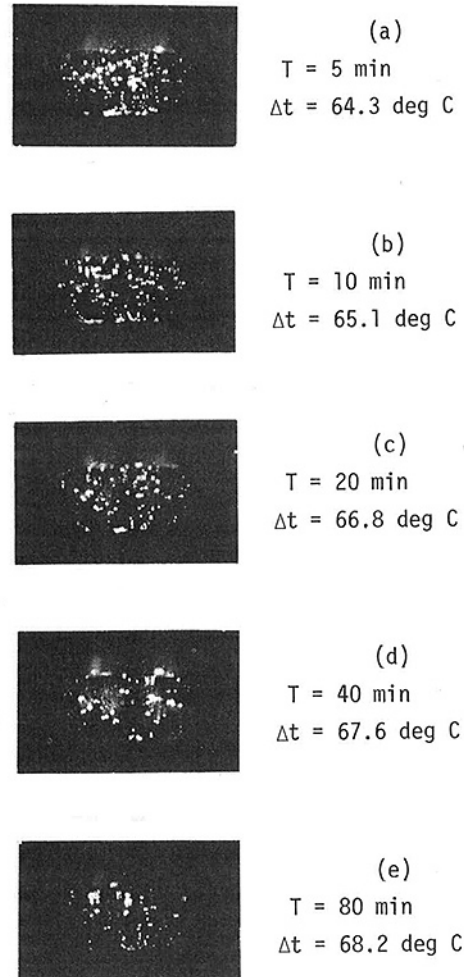 (a)
T = 5 min
Δt = 64.3 deg C
(b)
T = 10 min
Δt = 65.1 deg C
(c)
T = 20 min
Δt = 66.8 deg C
(d)
T = 40 min
Δt = 67.6 deg C
(e)
T = 80 min
Δt = 68.2 deg C